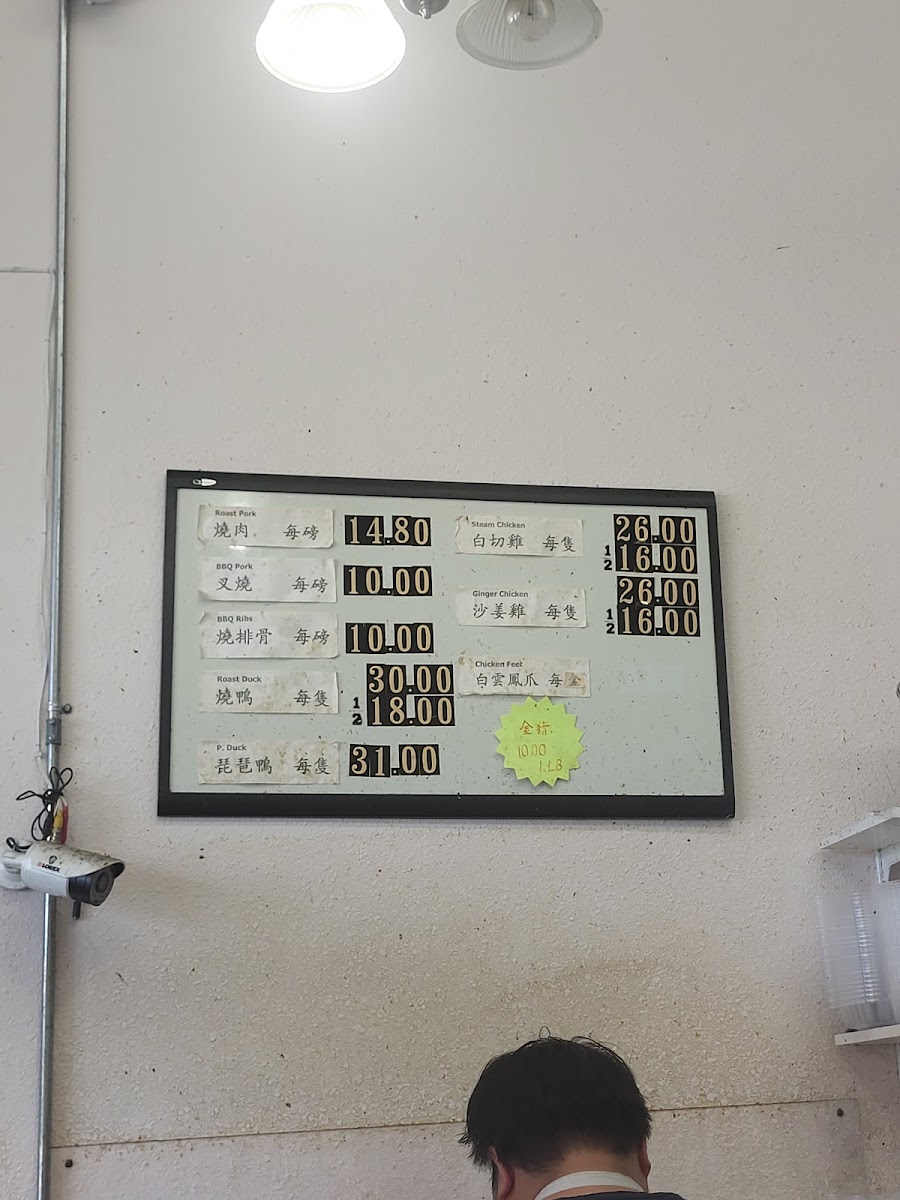 Roast Pork
燒肉 每磅 14.80
BBQ Pork
叉燒 每磅 10.00
BBQ Ribs
燒排骨 每磅 10.00
Roast Duck
燒鴨 每隻 30.00
1/2 18.00
P. Duck
琵琶鴨 每隻 31.00
Steam Chicken
白切雞 每隻 26.00
1/2 16.00
Ginger Chicken
沙姜雞 每隻 26.00
1/2 16.00
Chicken Feet
白雲鳳爪 每
10.00
1.LB
LOREX